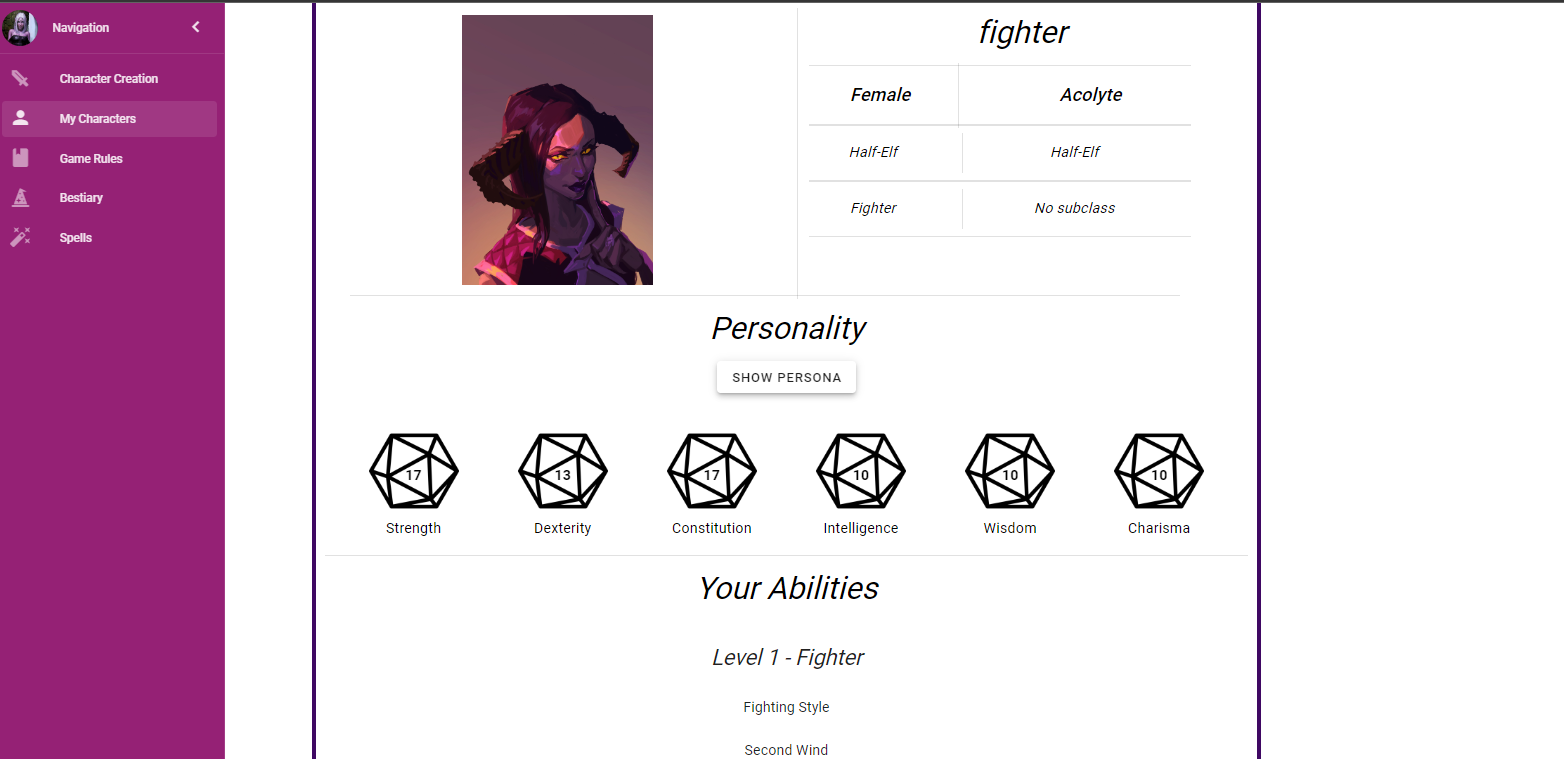 Navigation
Character Creation
My Characters
Game Rules
Bestiary
Spells
fighter
Female Acolyte
Half-Elf Half-Elf
Fighter No subclass
Personality
SHOW PERSONA
17 13 17 10 10 10
Strength Dexterity Constitution Intelligence Wisdom Charisma
Your Abilities
Level 1 - Fighter
Fighting Style
Second Wind